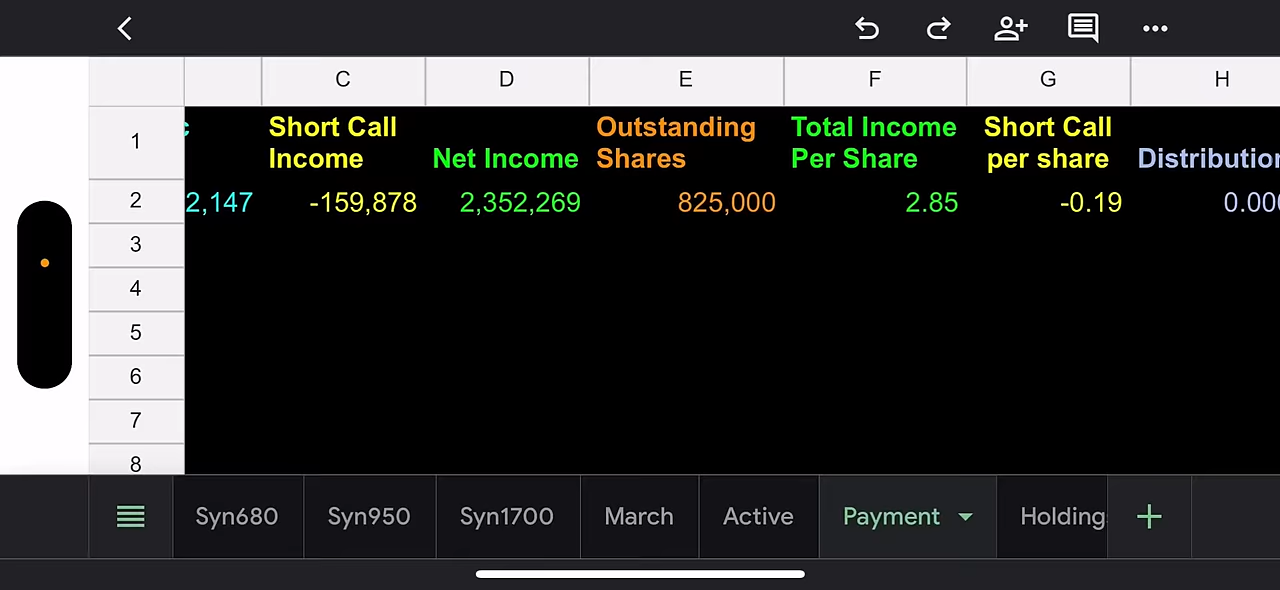 C D E F G H
1 Short Call Income Net Income Outstanding Shares Total Income Per Share Short Call per share
2 2,147 -159,878 2,352,269 825,000 2.85 -0.19
3
4
5
6
7
8
Syn680 Syn950 Syn1700 March Active Payment